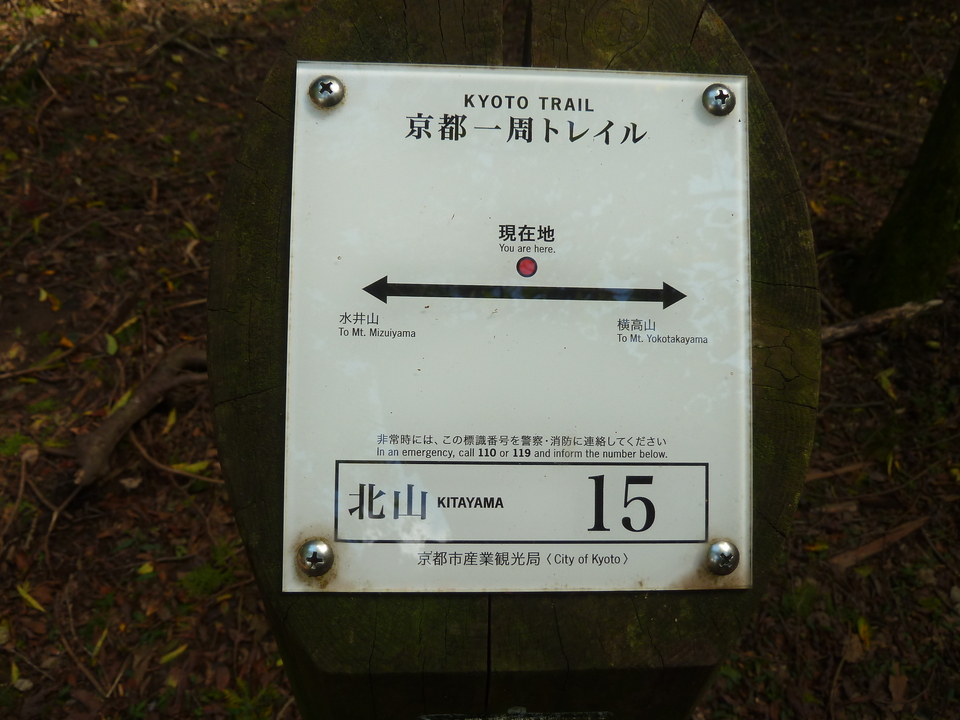 KYOTO TRAIL
京都一周トレイル
現在地
You are here.
水井山
To Mt. Mizuiyama
横高山
To Mt. Yokotakayama
非常時には、この標識番号を警察・消防に連絡してください
In an emergency, call 110 or 119 and inform the number below.
北山 KITAYAMA 15
京都市産業観光局〈City of Kyoto〉